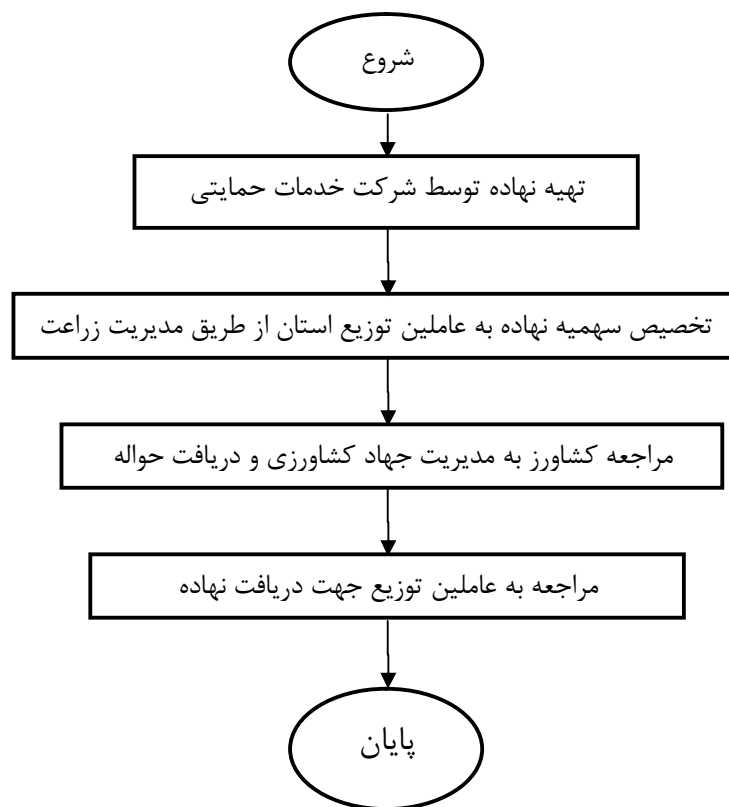 شروع
تهیه نهاده توسط شرکت خدمات حمایتی
تخصیص سهمیه نهاده به عاملین توزیع استان از طریق مدیریت زراعت
مراجعه کشاورز به مدیریت جهاد کشاورزی و دریافت حواله
مراجعه به عاملین توزیع جهت دریافت نهاده
پایان